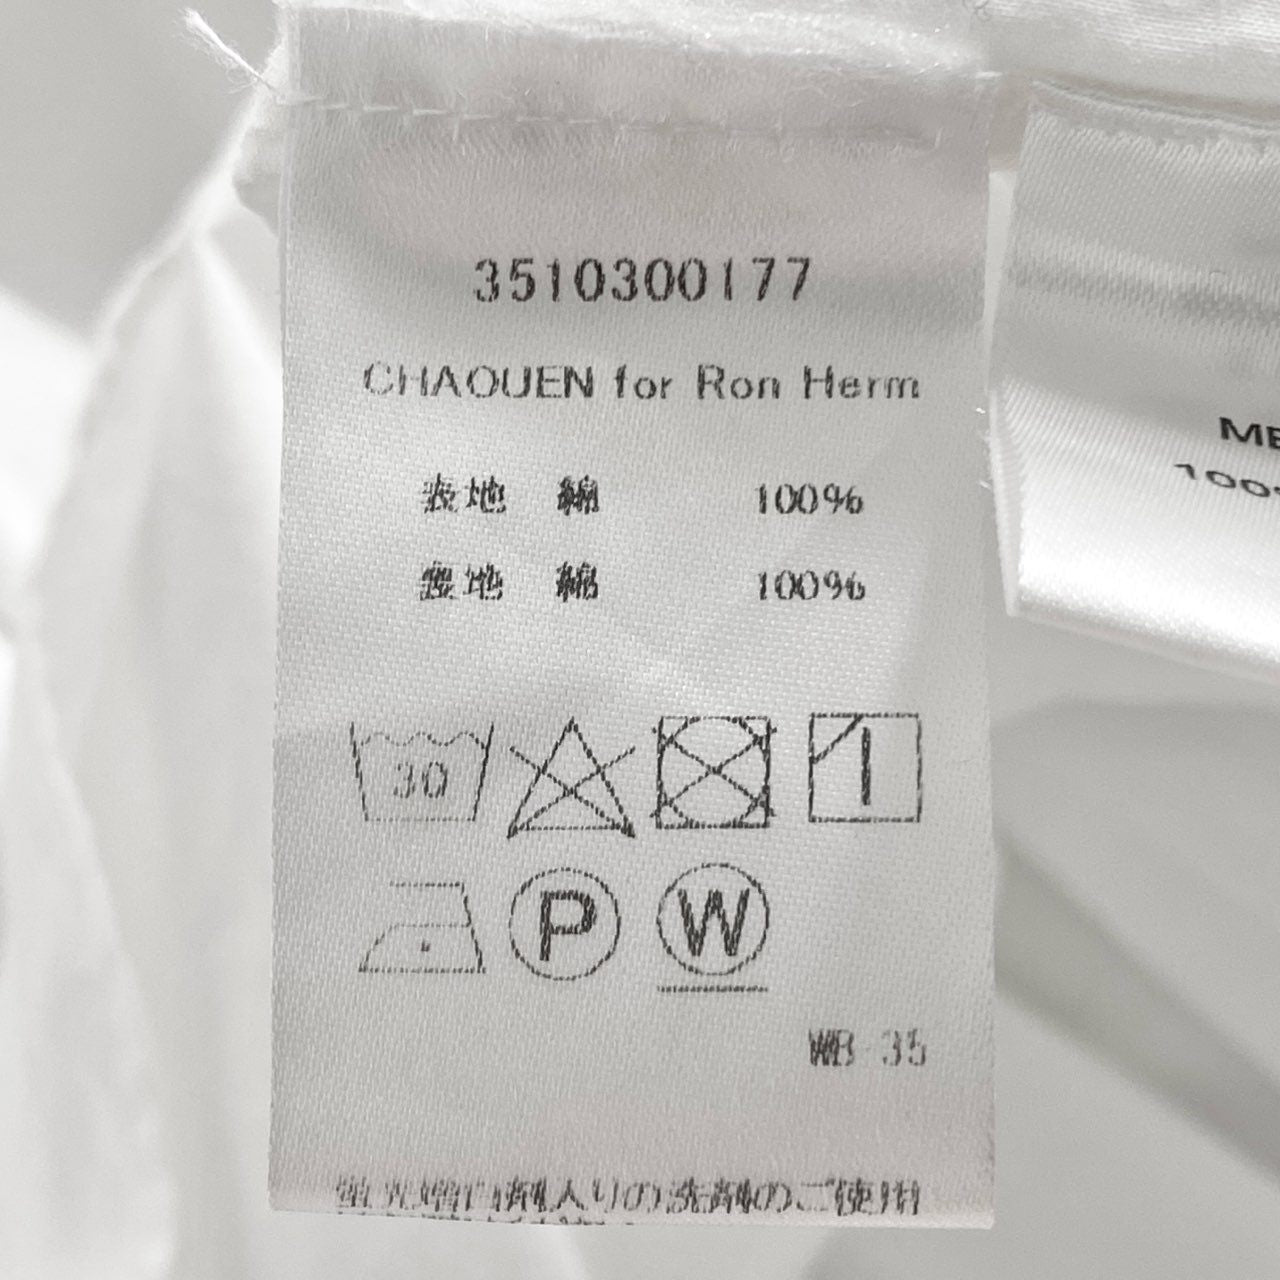 3510300177
CHAOUEN for Ron Herm
表地 綿 100%
裏地 綿 100%
30
P
W
WB-35
蛍光増白剤入りの洗剤のご使用
ME
100%